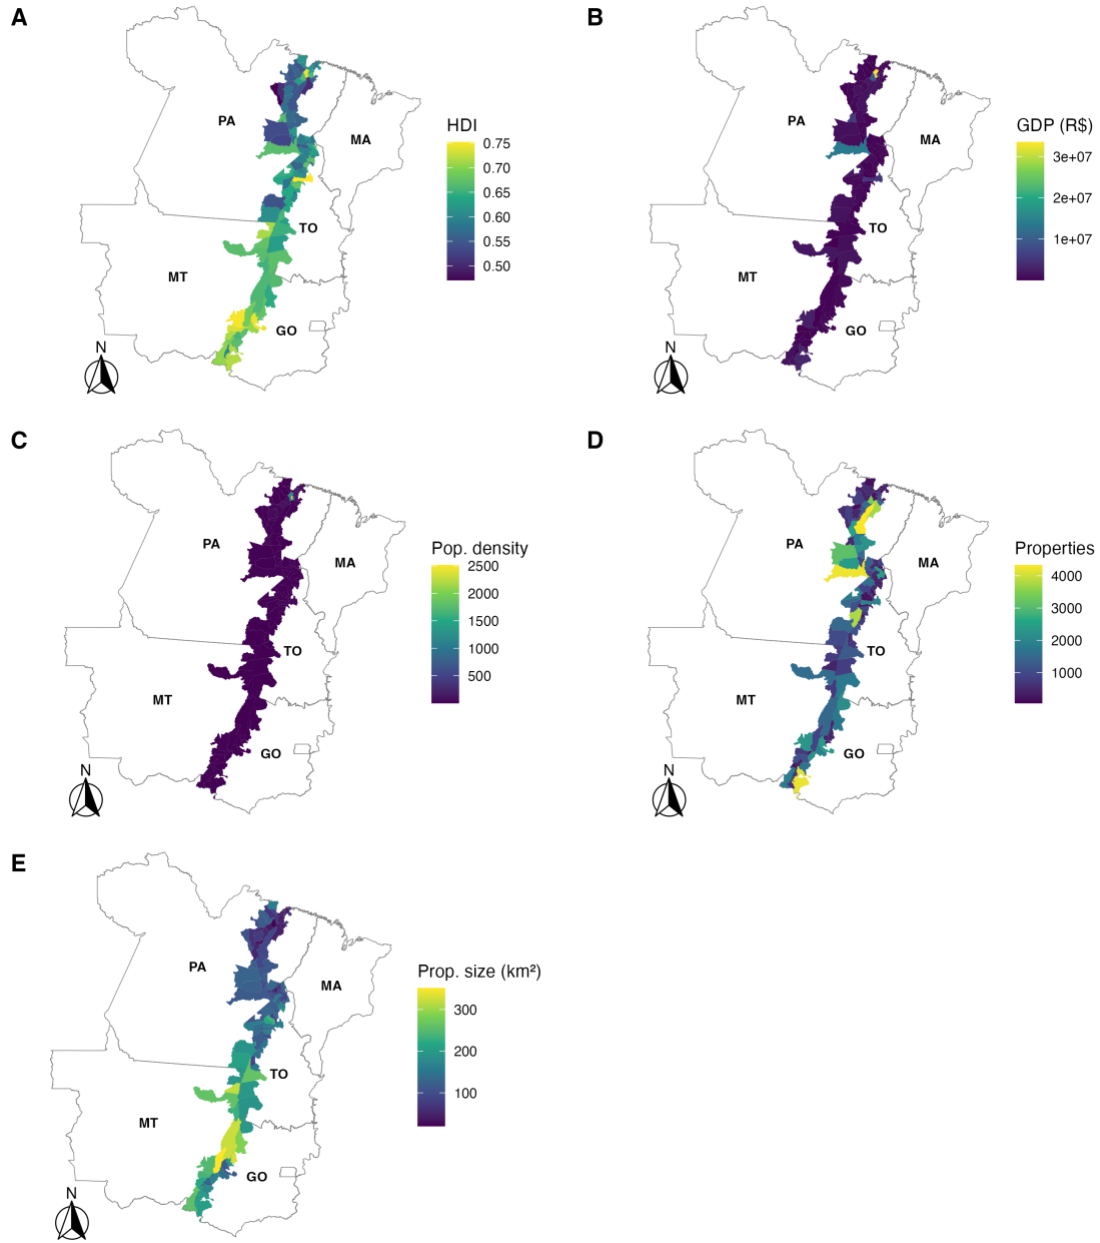 A
PA
MA
TO
MT
GO
N
HDI
0.75
0.70
0.65
0.60
0.55
0.50
B
PA
MA
TO
MT
GO
N
GDP (R$)
3e+07
2e+07
1e+07
C
PA
MA
TO
MT
GO
N
Pop. density
2500
2000
1500
1000
500
D
PA
MA
TO
MT
GO
N
Properties
4000
3000
2000
1000
E
PA
MA
TO
MT
GO
N
Prop. size (km²)
300
200
100